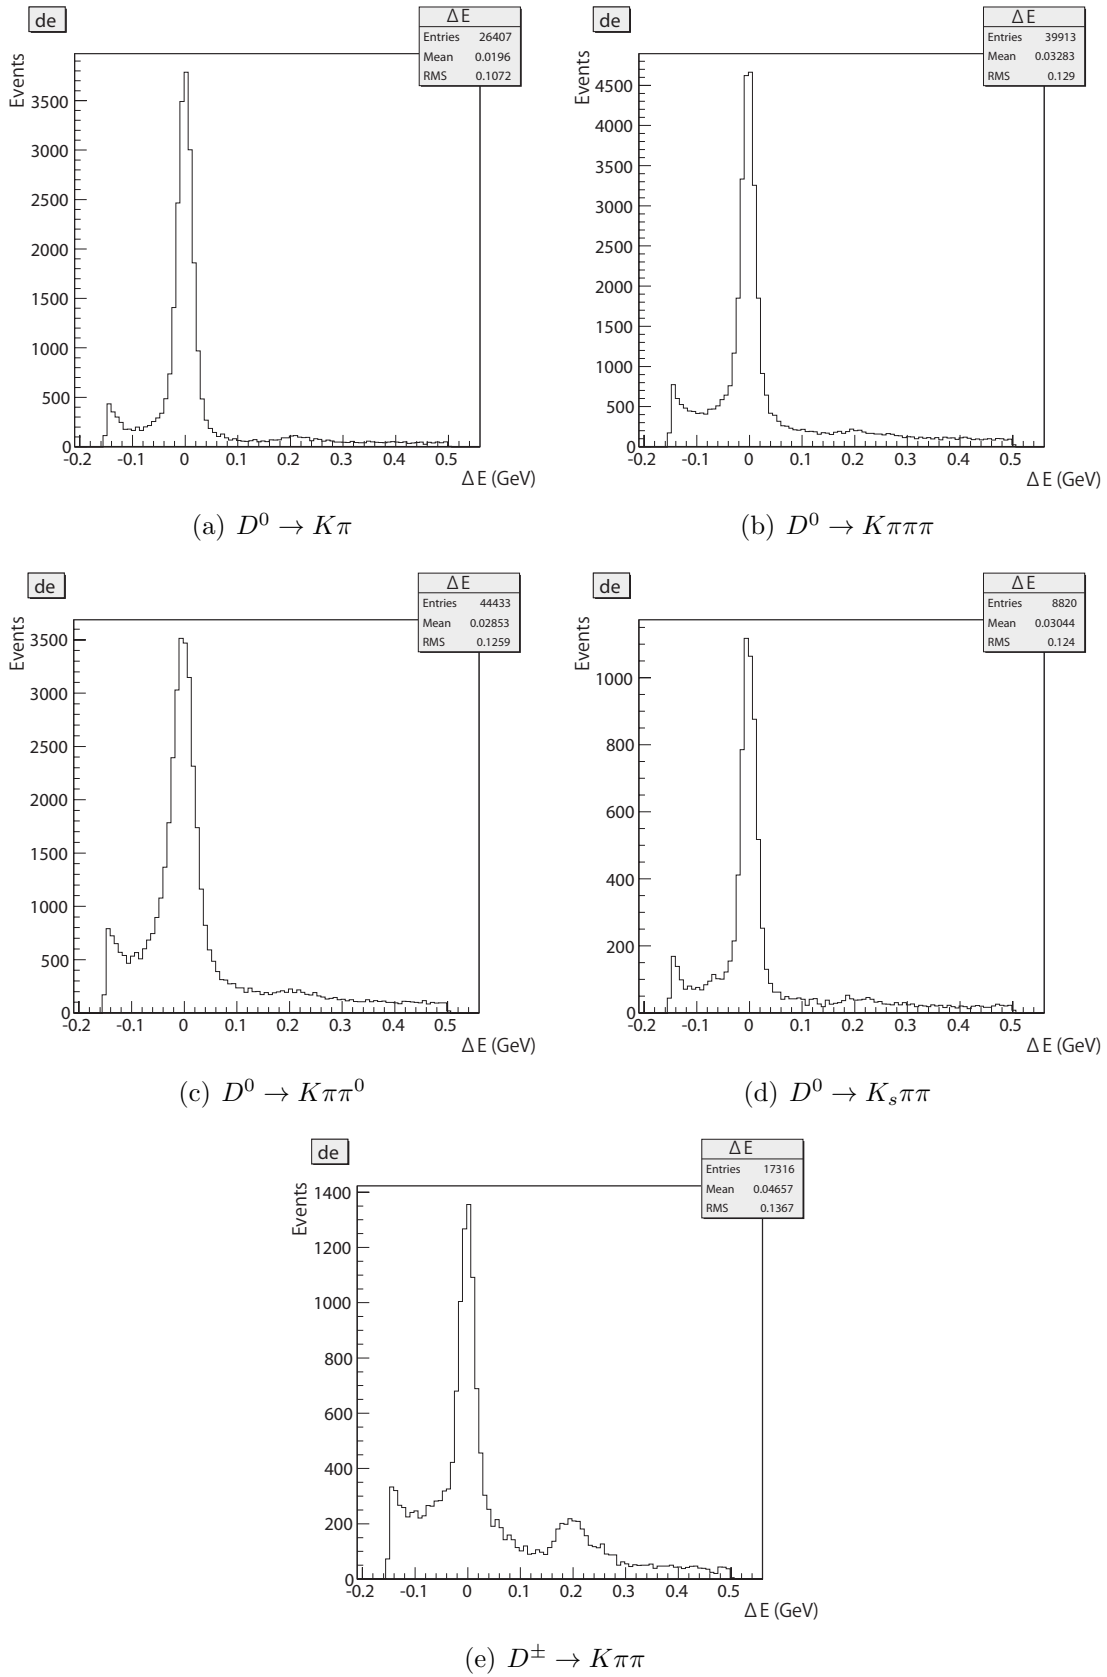 de
ΔE
Entries 26407
Mean 0.0196
RMS 0.1072
Events
3500
3000
2500
2000
1500
1000
500
0
-0.2 -0.1 0 0.1 0.2 0.3 0.4 0.5
ΔE (GeV)
(a) D⁰ → Kπ
de
ΔE
Entries 39913
Mean 0.03283
RMS 0.129
Events
4500
4000
3500
3000
2500
2000
1500
1000
500
0
-0.2 -0.1 0 0.1 0.2 0.3 0.4 0.5
ΔE (GeV)
(b) D⁰ → Kπππ
de
ΔE
Entries 44433
Mean 0.02853
RMS 0.1259
Events
3500
3000
2500
2000
1500
1000
500
0
-0.2 -0.1 0 0.1 0.2 0.3 0.4 0.5
ΔE (GeV)
(c) D⁰ → Kππ⁰
de
ΔE
Entries 8820
Mean 0.03044
RMS 0.124
Events
1000
800
600
400
200
0
-0.2 -0.1 0 0.1 0.2 0.3 0.4 0.5
ΔE (GeV)
(d) D⁰ → Kₛππ
de
ΔE
Entries 17316
Mean 0.04657
RMS 0.1367
Events
1400
1200
1000
800
600
400
200
0
-0.2 -0.1 0 0.1 0.2 0.3 0.4 0.5
ΔE (GeV)
(e) D± → Kππ